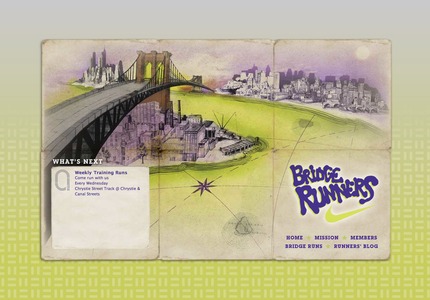 WHAT'S NEXT
Weekly Training Runs
Come run with us
Every Wednesday
Chrystie Street Track @ Chrystie &
Canal Streets
BRIDGE
RUNNERS
HOME MISSION MEMBERS
BRIDGE RUNS RUNNERS' BLOG